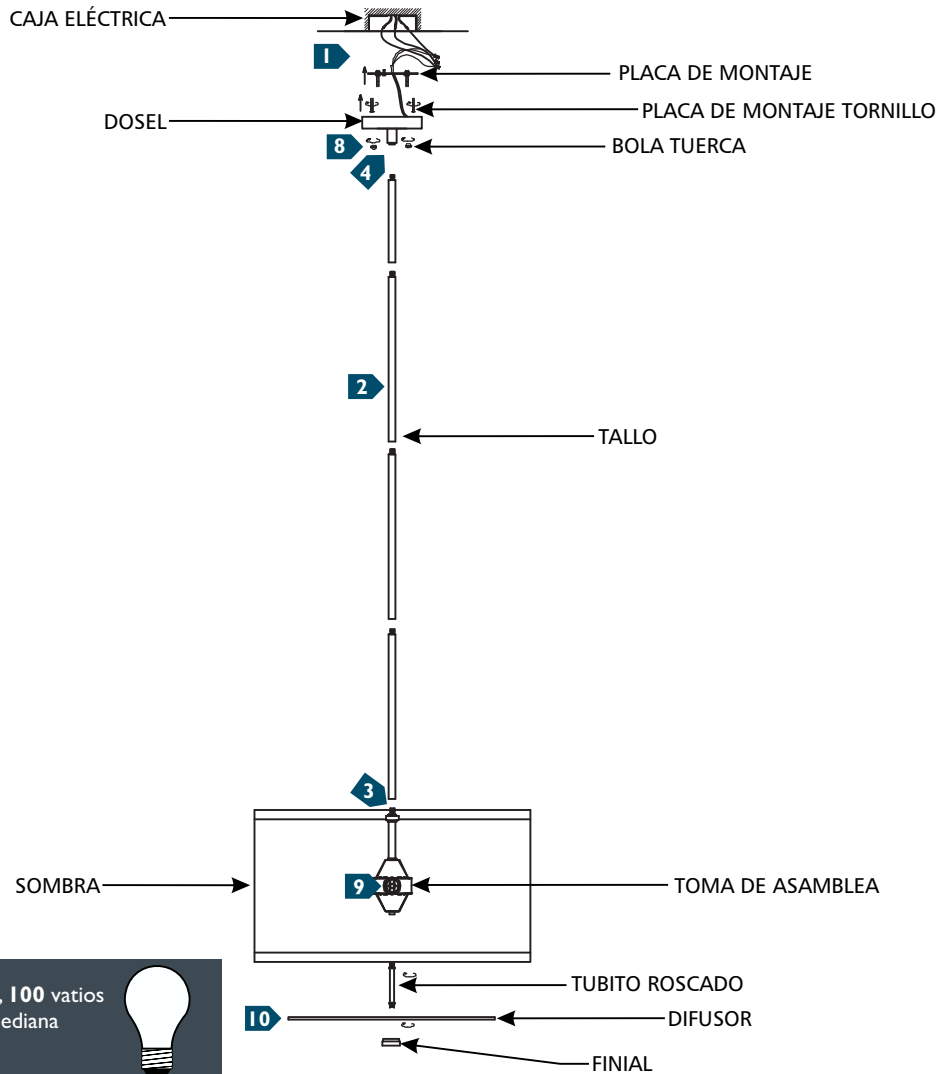 CAJA ELÉCTRICA
1
PLACA DE MONTAJE
PLACA DE MONTAJE TORNILLO
DOSEL
8
BOLA TUERCA
4
2
TALLO
3
SOMBRA
9
TOMA DE ASAMBLEA
TUBITO ROSCADO
, 100 vatios
ediana
10
DIFUSOR
FINIAL